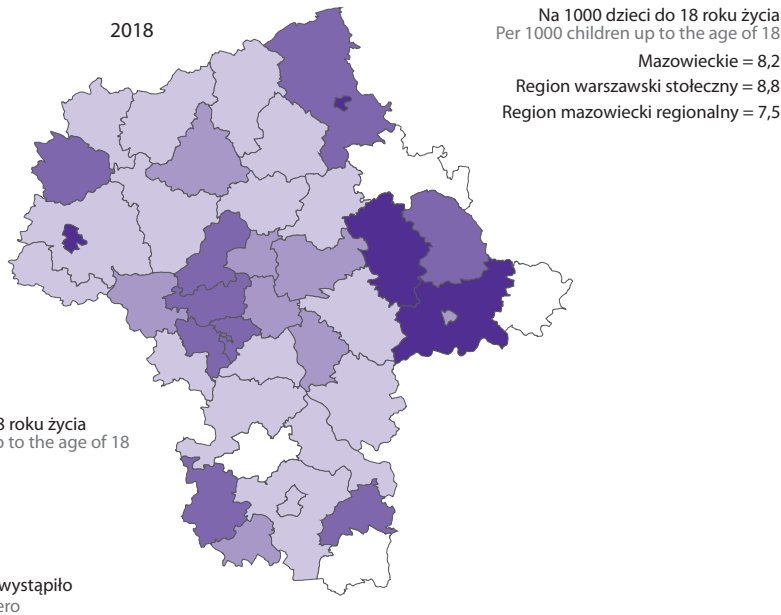 2018
Na 1000 dzieci do 18 roku życia
Per 1000 children up to the age of 18
Mazowieckie = 8,2
Region warszawski stołeczny = 8,8
Region mazowiecki regionalny = 7,5
8 roku życia
to the age of 18
wystąpiło